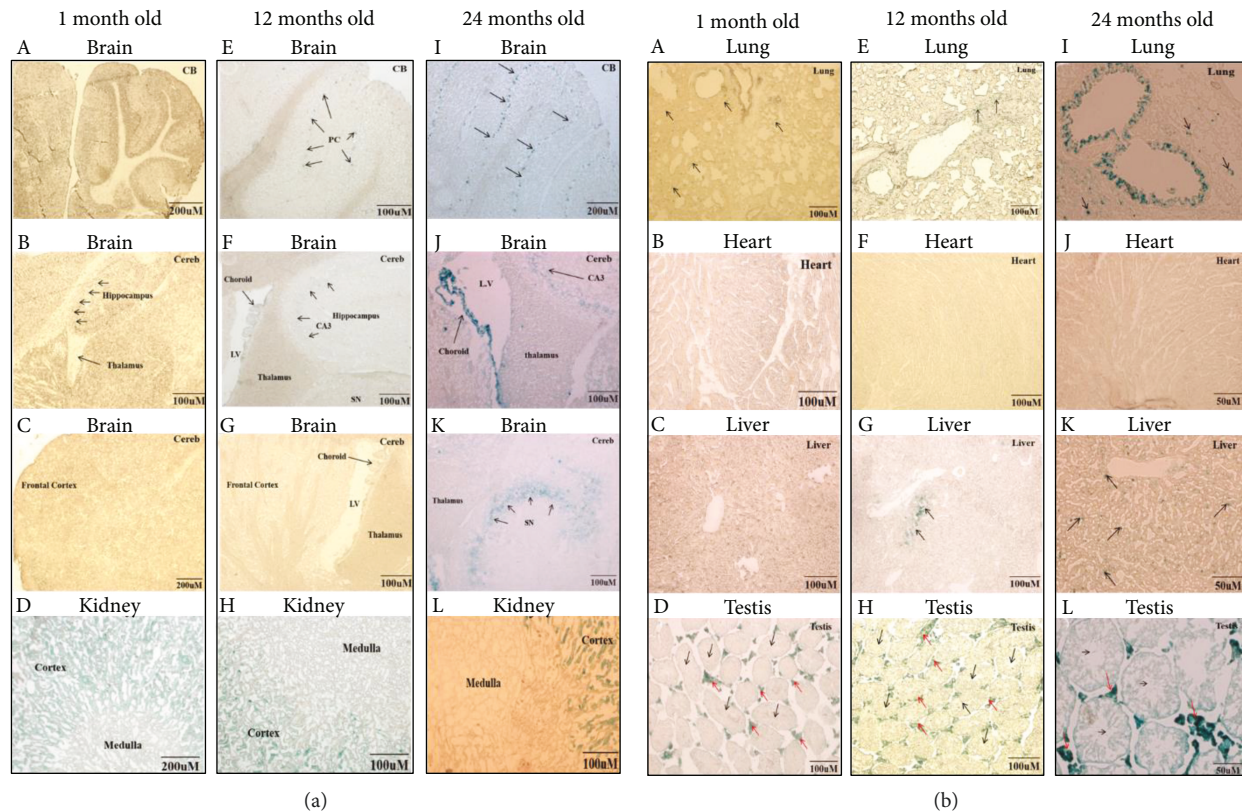 1 month old 12 months old 24 months old
A Brain E Brain I Brain
CB
200uM
PC
CB
100uM
CB
200uM
B Brain F Brain J Brain
Cereb
Hippocampus
Thalamus
100uM
Cereb
Choroid
Hippocampus
CA3
LV
Thalamus
SN
100uM
Cereb
CA3
L.V
Choroid
thalamus
100uM
C Brain G Brain K Brain
Cereb
Frontal Cortex
200uM
Cereb
Choroid
Frontal Cortex
LV
Thalamus
100uM
Cereb
Thalamus
SN
100uM
D Kidney H Kidney L Kidney
Cortex
Medulla
200uM
Medulla
Cortex
100uM
Cortex
Medulla
100uM
(a)
1 month old 12 months old 24 months old
A Lung E Lung I Lung
Lung
100uM
Lung
100uM
Lung
100uM
B Heart F Heart J Heart
Heart
100uM
Heart
100uM
Heart
50uM
C Liver G Liver K Liver
Liver
100uM
Liver
100uM
Liver
50uM
D Testis H Testis L Testis
Testis
100uM
Testis
100uM
Testis
50uM
(b)